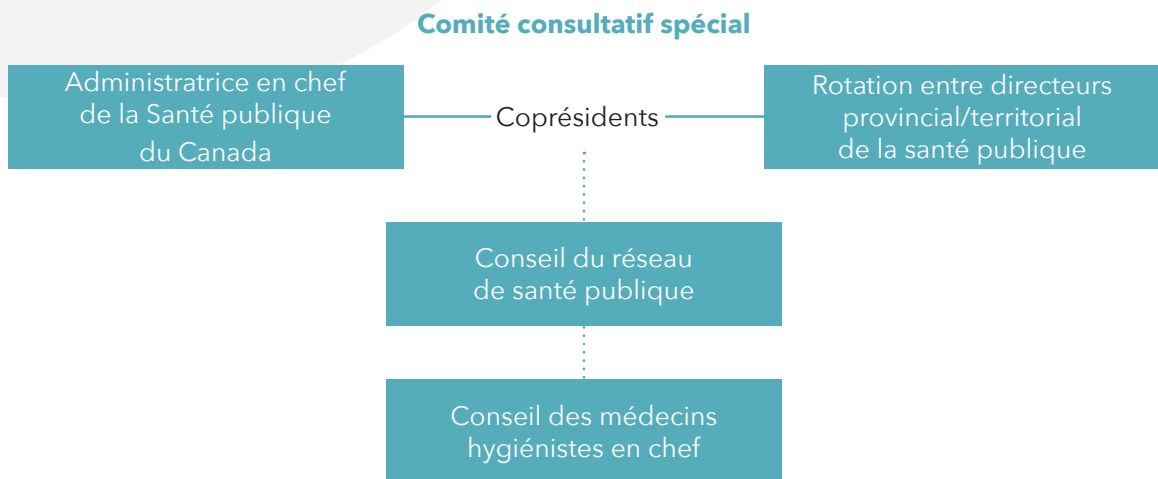 Comité consultatif spécial
Administratrice en chef
de la Santé publique
du Canada
Coprésidents
Rotation entre directeurs
provincial/territorial
de la santé publique
Conseil du réseau
de santé publique
Conseil des médecins
hygiénistes en chef